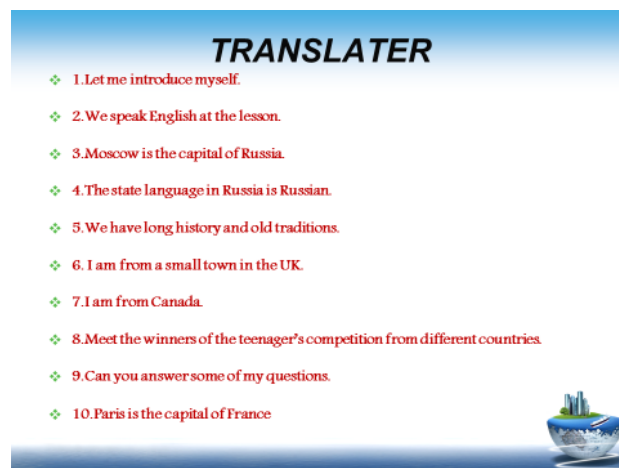 TRANSLATER
1.Let me introduce myself.
2.We speak English at the lesson.
3.Moscow is the capital of Russia.
4.The state language in Russia is Russian.
5.We have long history and old traditions.
6. I am from a small town in the UK.
7.I am from Canada.
8.Meet the winners of the teenager's competition from different countries.
9.Can you answer some of my questions.
10.Paris is the capital of France